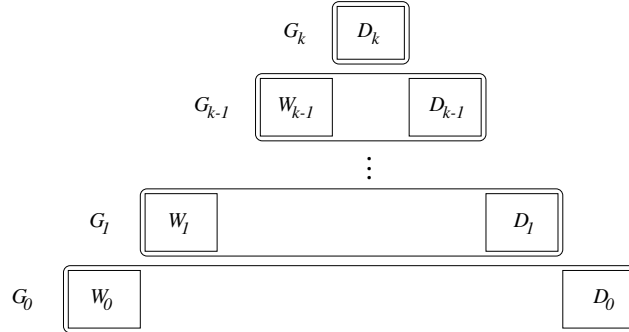 G_k D_k
G_{k-1} W_{k-1} D_{k-1}
⋮
G_1 W_1 D_1
G_0 W_0 D_0